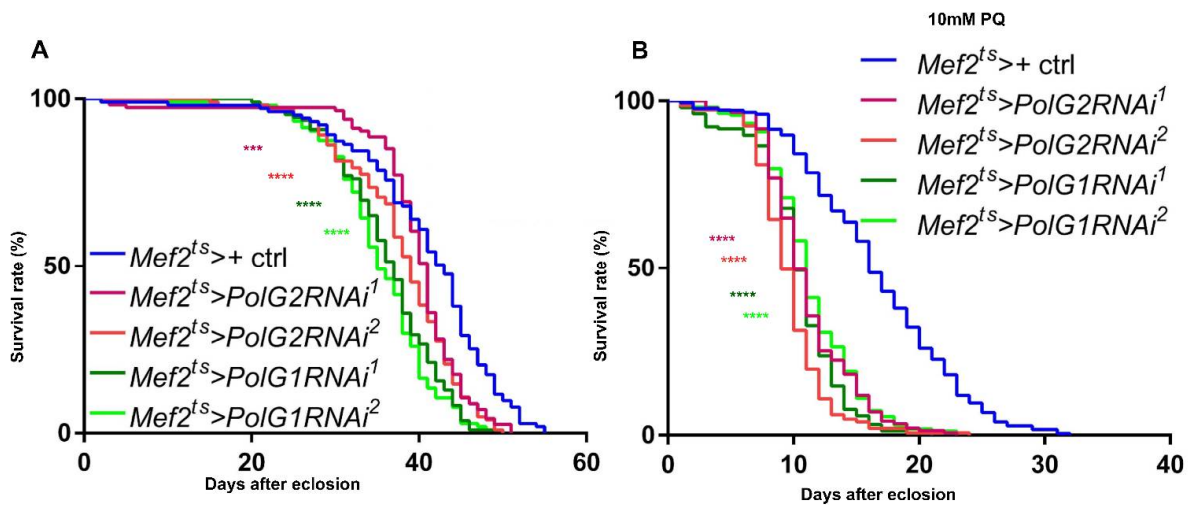 A
100
50
0
Survival rate (%)
***
****
****
****
Mef2ts>+ ctrl
Mef2ts>PolG2RNAi1
Mef2ts>PolG2RNAi2
Mef2ts>PolG1RNAi1
Mef2ts>PolG1RNAi2
0 20 40 60
Days after eclosion
10mM PQ
B
100
50
0
Survival rate (%)
Mef2ts>+ ctrl
Mef2ts>PolG2RNAi1
Mef2ts>PolG2RNAi2
Mef2ts>PolG1RNAi1
Mef2ts>PolG1RNAi2
****
****
****
****
0 10 20 30 40
Days after eclosion